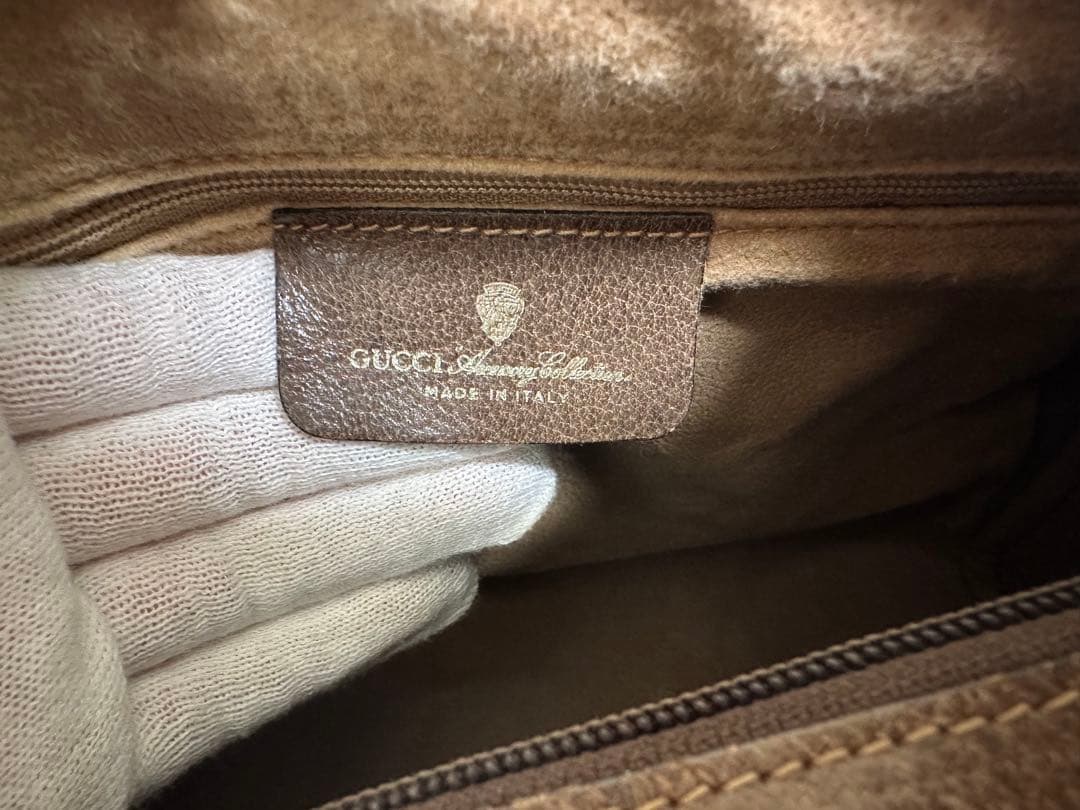 GUCCI Accessory Collection.
MADE IN ITALY